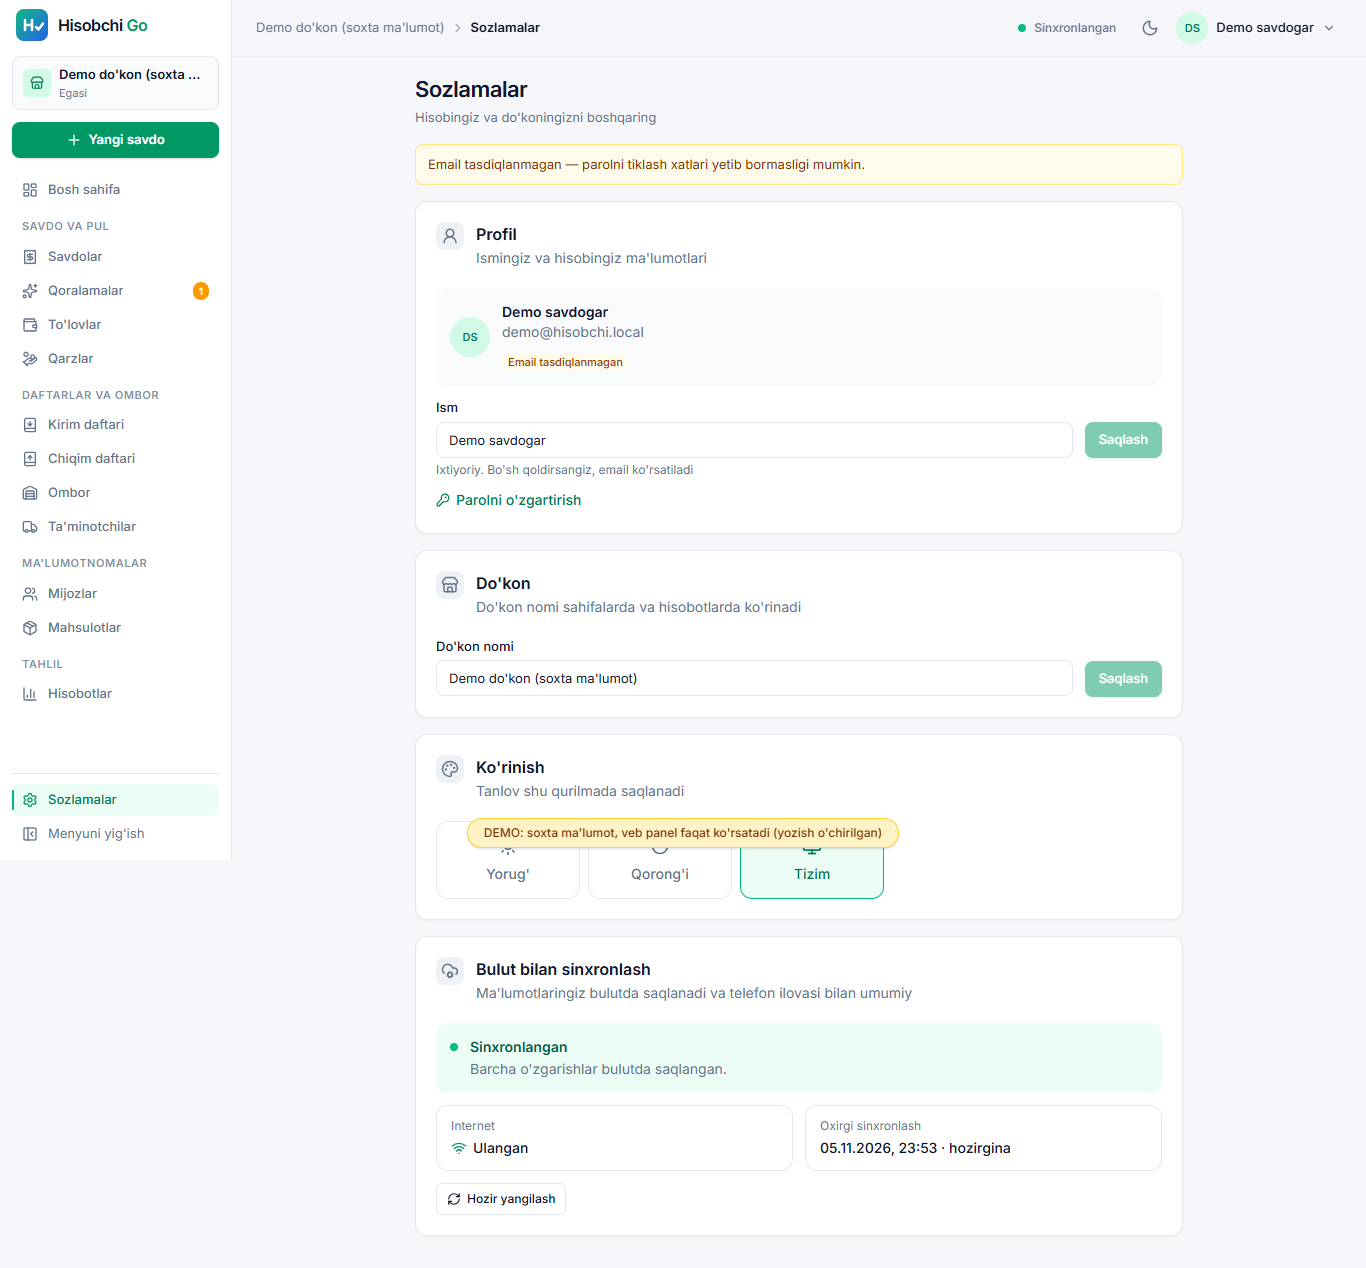 Hisobchi Go
Demo do'kon (soxta ...
Egasi
Yangi savdo
Bosh sahifa
SAVDO VA PUL
Savdolar
Qoralamalar
1
To'lovlar
Qarzlar
DAFTARLAR VA OMBOR
Kirim daftari
Chiqim daftari
Ombor
Ta'minotchilar
MA'LUMOTNOMALAR
Mijozlar
Mahsulotlar
TAHLIL
Hisobotlar
Sozlamalar
Menyuni yig'ish
Demo do'kon (soxta ma'lumot) > Sozlamalar
Sinxronlangan
DS
Demo savdogar
Sozlamalar
Hisobingiz va do'koningizni boshqaring
Email tasdiqlanmagan — parolni tiklash xatlari yetib bormasligi mumkin.
Profil
Ismingiz va hisobingiz ma'lumotlari
DS
Demo savdogar
demo@hisobchi.local
Email tasdiqlanmagan
Ism
Demo savdogar
Saqlash
Ixtiyoriy. Bo'sh qoldirsangiz, email ko'rsatiladi
Parolni o'zgartirish
Do'kon
Do'kon nomi sahifalarda va hisobotlarda ko'rinadi
Do'kon nomi
Demo do'kon (soxta ma'lumot)
Saqlash
Ko'rinish
Tanlov shu qurilmada saqlanadi
DEMO: soxta ma'lumot, veb panel faqat ko'rsatadi (yozish o'chirilgan)
Yorug'
Qorong'i
Tizim
Bulut bilan sinxronlash
Ma'lumotlaringiz bulutda saqlanadi va telefon ilovasi bilan umumiy
Sinxronlangan
Barcha o'zgarishlar bulutda saqlangan.
Internet
Ulangan
Oxirgi sinxronlash
05.11.2026, 23:53 · hozirgina
Hozir yangilash